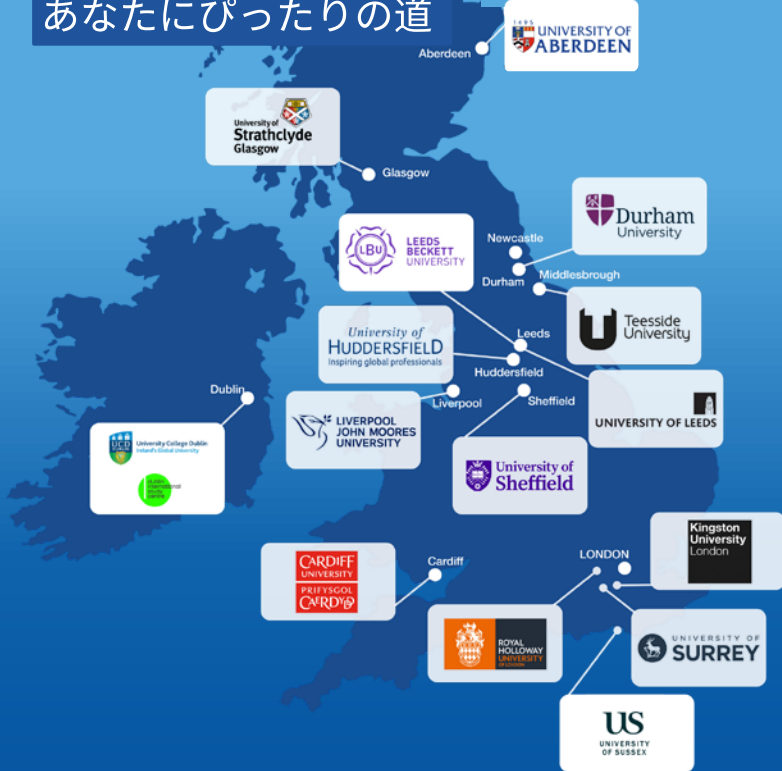 あなたにぴったりの道
1495
UNIVERSITY OF
ABERDEEN
Aberdeen
University of
Strathclyde
Glasgow
Glasgow
Durham
University
LBU
LEEDS
BECKETT
UNIVERSITY
Newcastle
Durham
Middlesbrough
Teesside
University
University of
HUDDERSFIELD
Inspiring global professionals
Leeds
Huddersfield
Dublin
Liverpool
Sheffield
UNIVERSITY OF LEEDS
LIVERPOOL
JOHN MOORES
UNIVERSITY
UCD
University College Dublin
Ireland's Global University
University of
Sheffield
Kingston
University
London
CARDIFF
UNIVERSITY
PRIFYSGOL
CAERDYDD
Cardiff
LONDON
ROYAL
HOLLOWAY
UNIVERSITY
OF LONDON
UNIVERSITY OF
SURREY
US
UNIVERSITY
OF SUSSEX